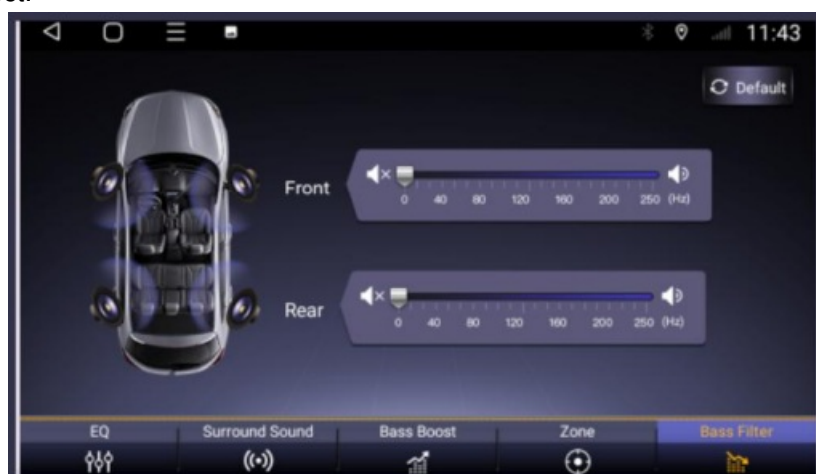 11:43
Default
Front
0 40 80 120 160 200 250 (Hz)
Rear
0 40 80 120 160 200 250 (Hz)
EQ Surround Sound Bass Boost Zone Bass Filter